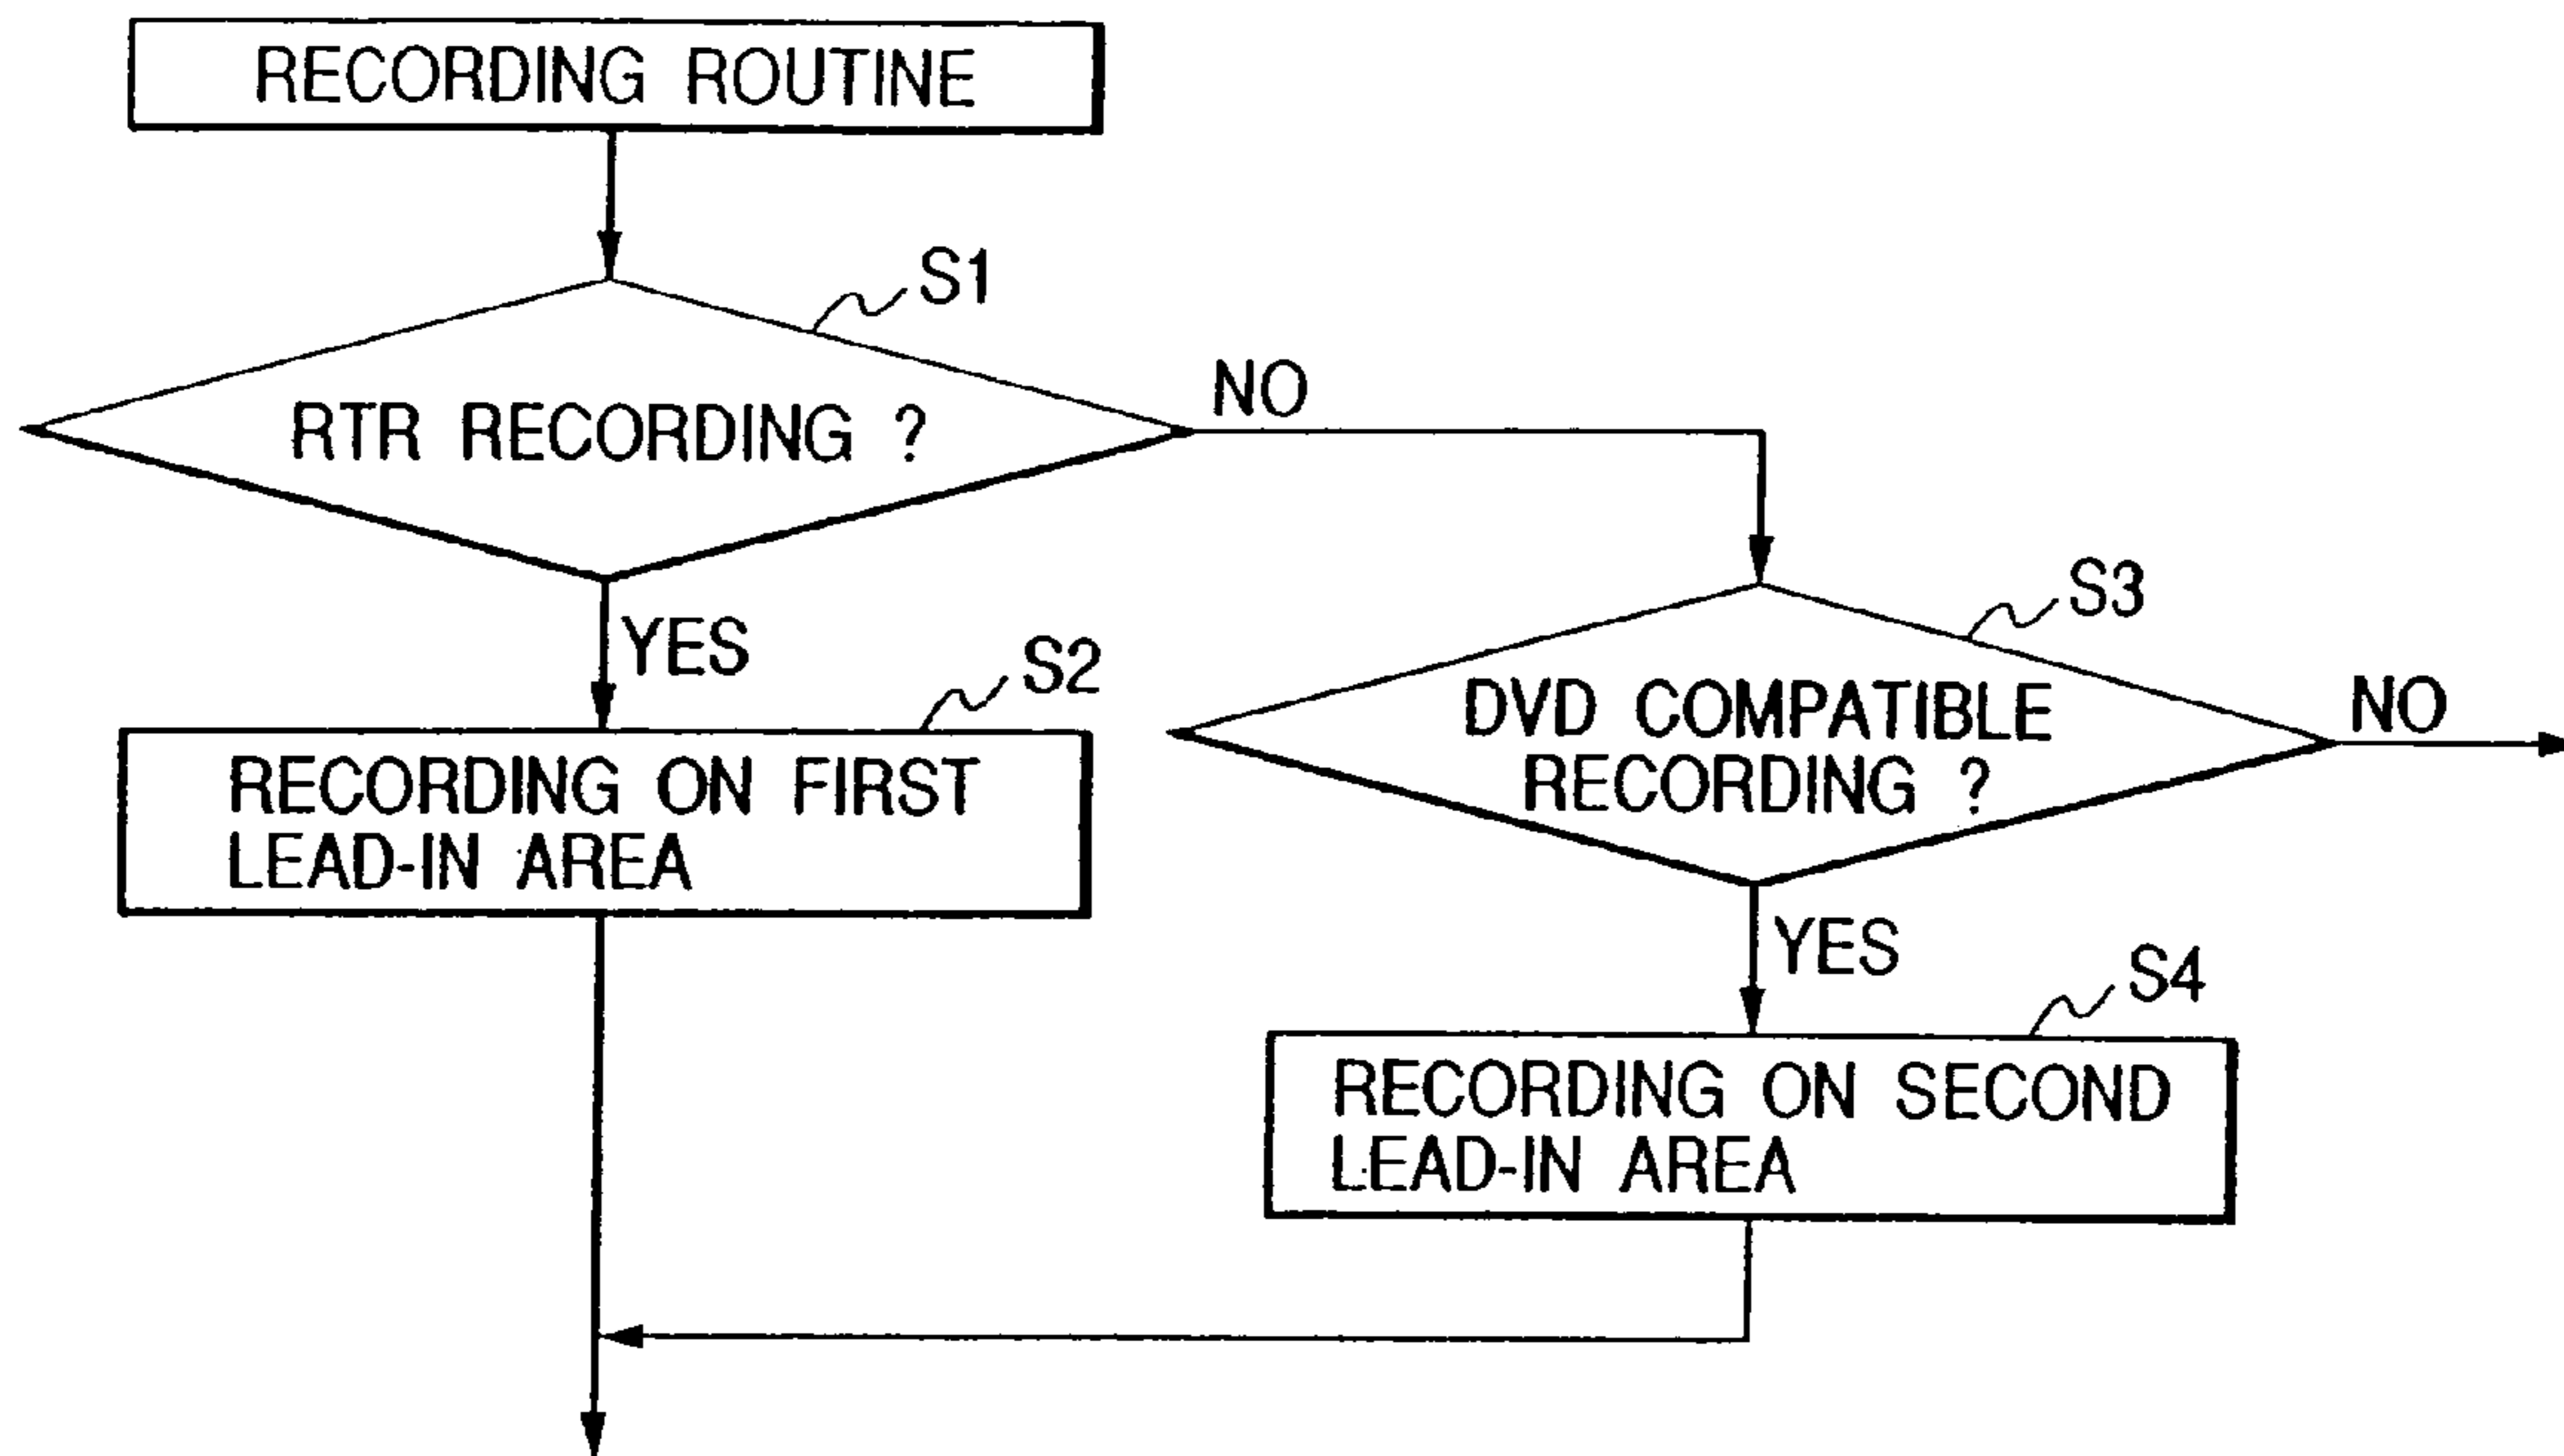 RECORDING ROUTINE
S1
RTR RECORDING ?
NO
YES
S2
RECORDING ON FIRST
LEAD-IN AREA
S3
DVD COMPATIBLE
RECORDING ?
NO
YES
S4
RECORDING ON SECOND
LEAD-IN AREA